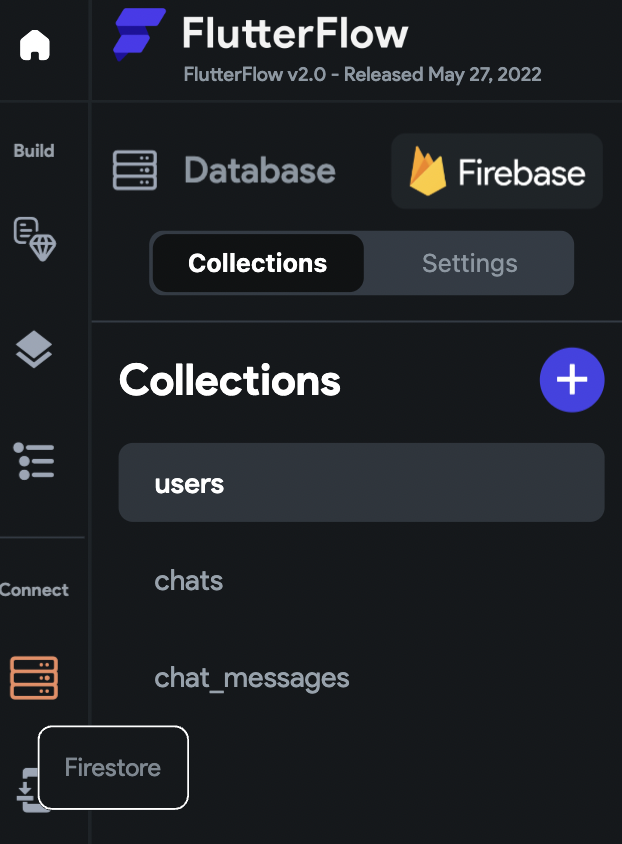 FlutterFlow
FlutterFlow v2.0 - Released May 27, 2022
Build
Database
Firebase
Collections
Settings
Collections
users
chats
Connect
chat_messages
Firestore